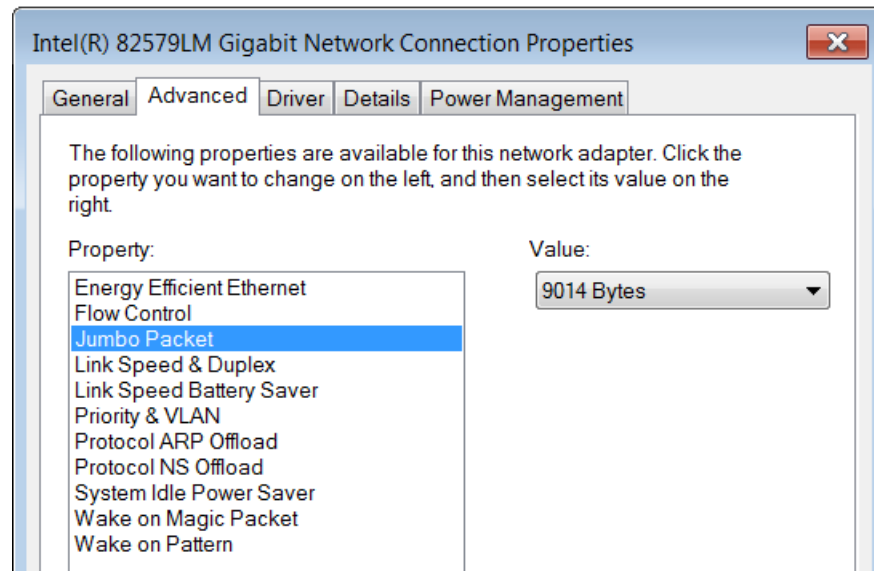 Intel(R) 82579LM Gigabit Network Connection Properties
General Advanced Driver Details Power Management
The following properties are available for this network adapter. Click the
property you want to change on the left, and then select its value on the
right.
Property:
Value:
Energy Efficient Ethernet
9014 Bytes
Flow Control
Jumbo Packet
Link Speed & Duplex
Link Speed Battery Saver
Priority & VLAN
Protocol ARP Offload
Protocol NS Offload
System Idle Power Saver
Wake on Magic Packet
Wake on Pattern